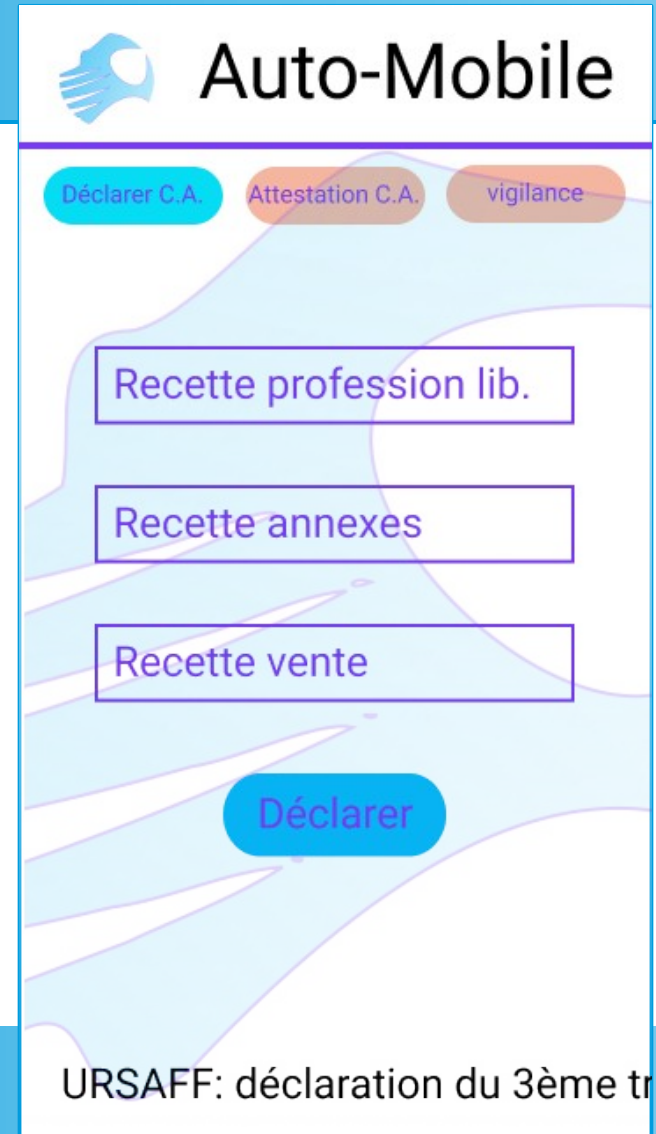 Auto-Mobile
Déclarer C.A. Attestation C.A. vigilance
Recette profession lib.
Recette annexes
Recette vente
Déclarer
URSAFF: déclaration du 3ème tr